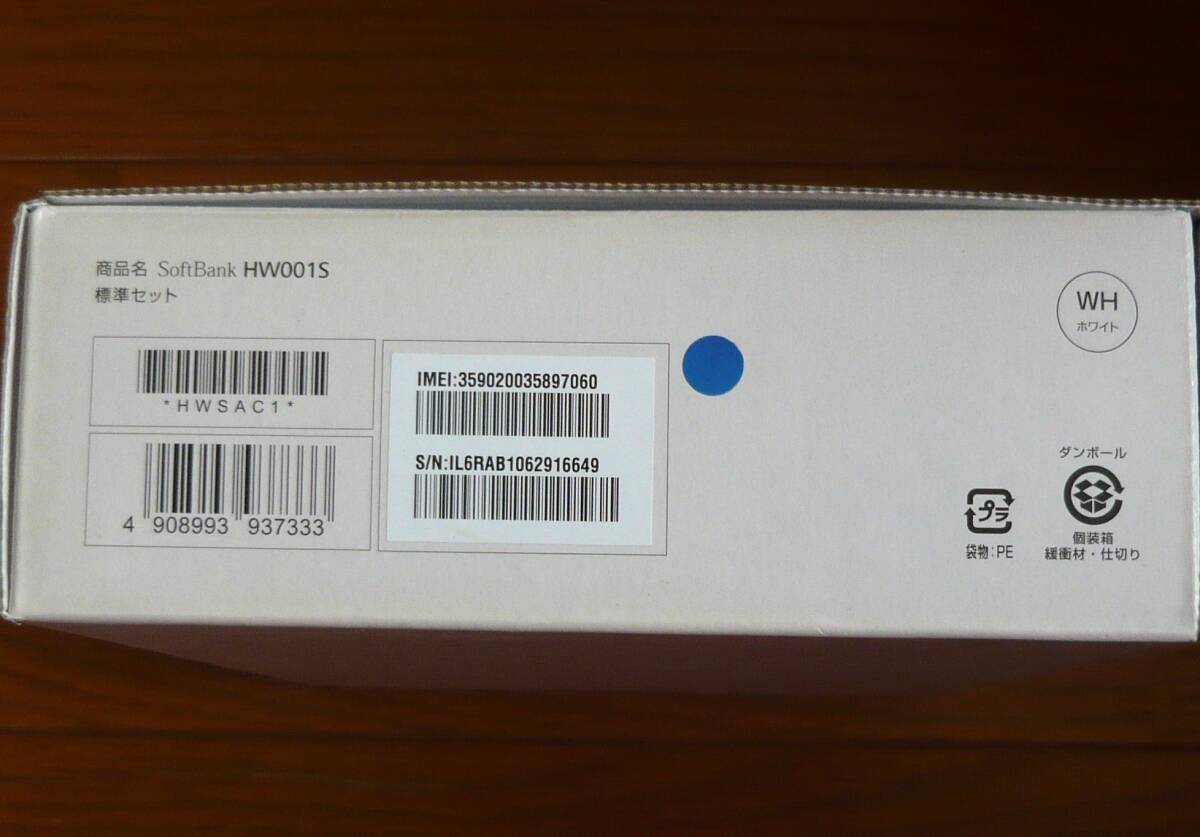 商品名 SoftBank HW001S
標準セット
WH
ホワイト
*HWSAC1*
4 908993 937333
IMEI:359020035897060
S/N:IL6RAB1062916649
プラ
袋物:PE
ダンボール
個装箱
緩衝材・仕切り